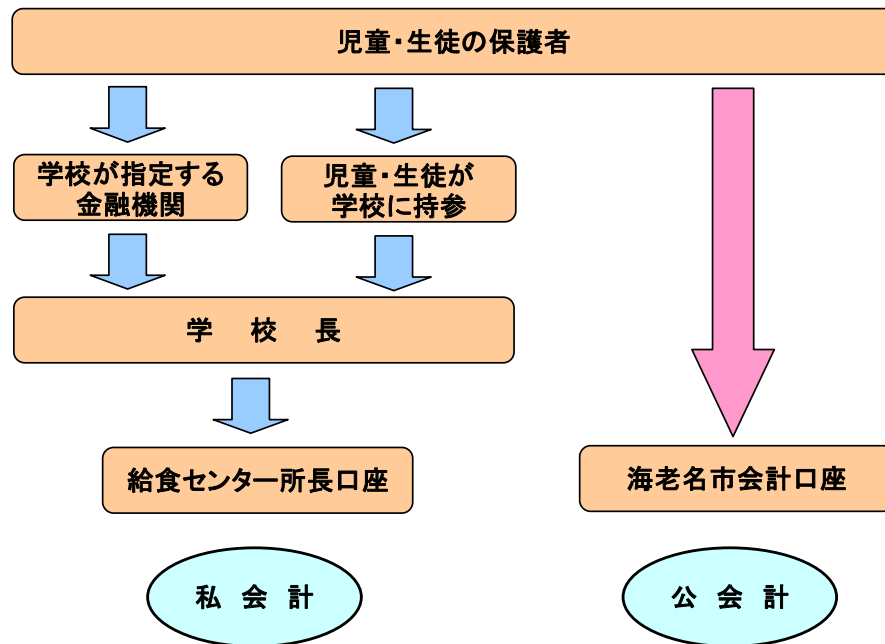 児童・生徒の保護者
学校が指定する
金融機関
児童・生徒が
学校に持参
学校長
給食センター所長口座
海老名市会計口座
私会計
公会計